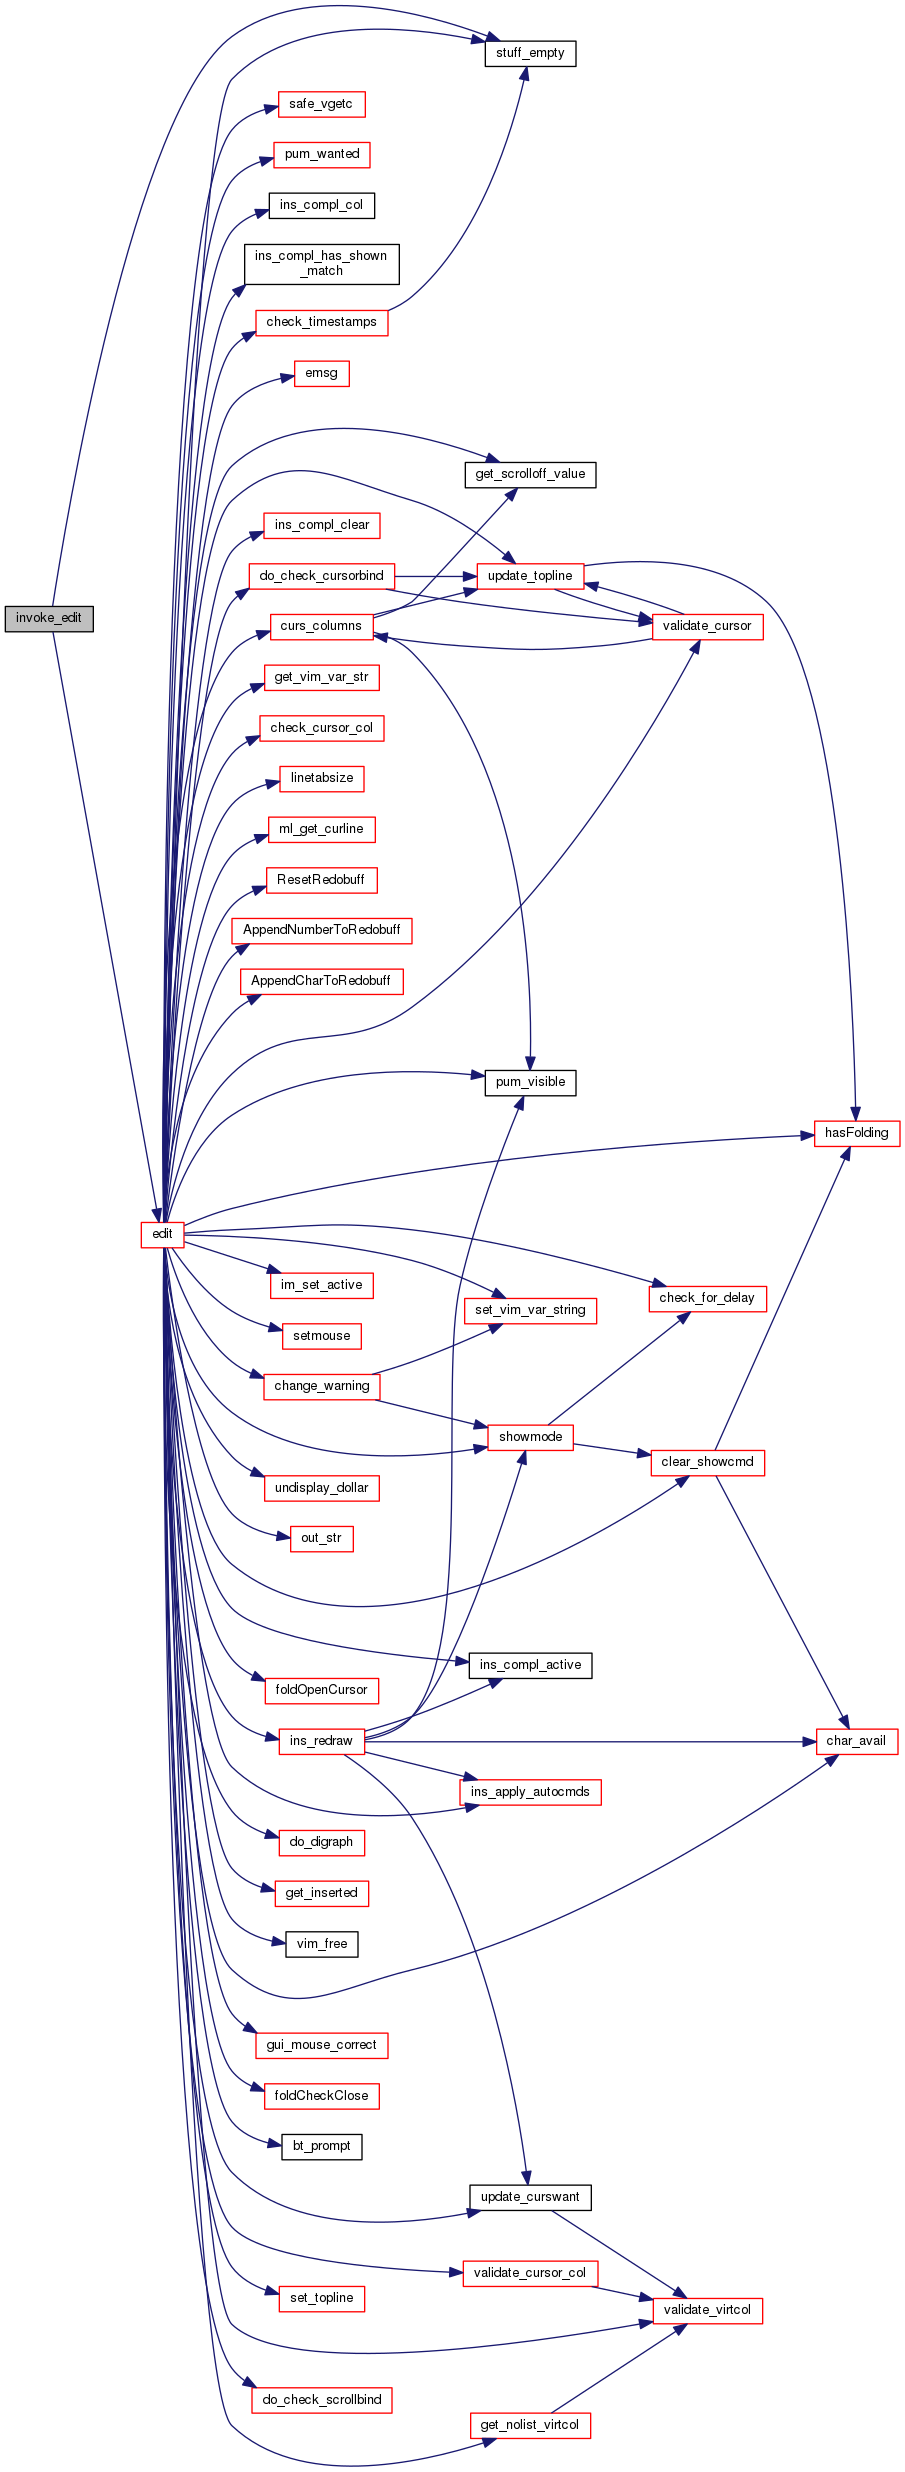 stuff_empty
safe_vgetc
pum_wanted
ins_compl_col
ins_compl_has_shown
_match
check_timestamps
emsg
get_scrolloff_value
ins_compl_clear
do_check_cursorbind
update_topline
invoke_edit
curs_columns
validate_cursor
get_vim_var_str
check_cursor_col
linetabsize
ml_get_curline
ResetRedobuff
AppendNumberToRedobuff
AppendCharToRedobuff
pum_visible
hasFolding
edit
im_set_active
check_for_delay
set_vim_var_string
setmouse
change_warning
showmode
clear_showcmd
undisplay_dollar
out_str
ins_compl_active
foldOpenCursor
ins_redraw
char_avail
ins_apply_autocmds
do_digraph
get_inserted
vim_free
gui_mouse_correct
foldCheckClose
bt_prompt
update_curswant
validate_cursor_col
set_topline
validate_virtcol
do_check_scrollbind
get_nolist_virtcol